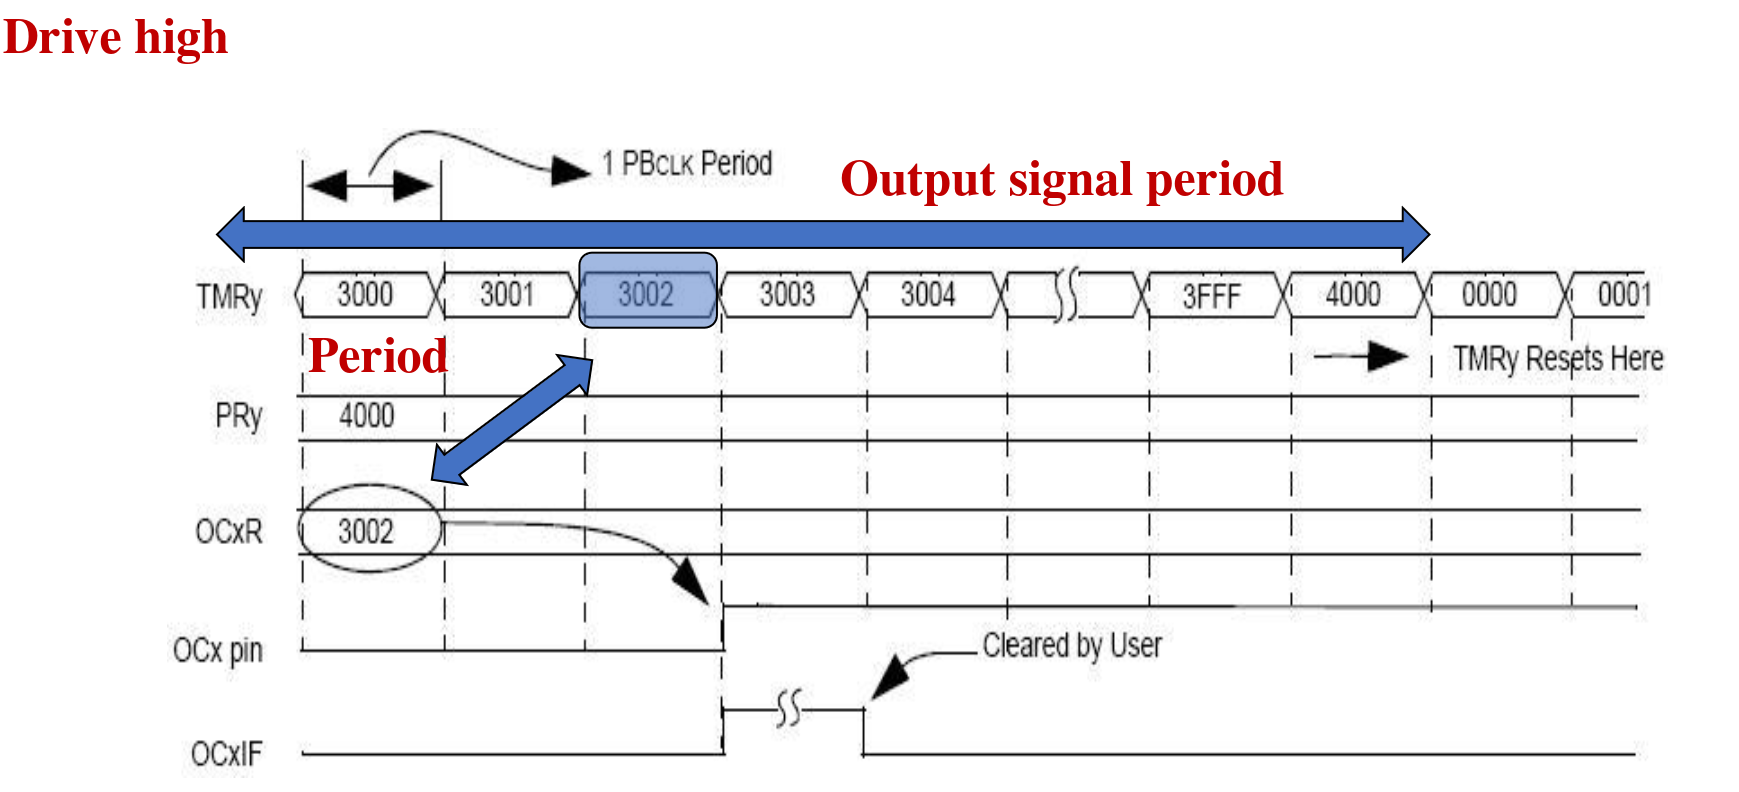 Drive high
1 PBCLK Period
Output signal period
TMRy 3000 3001 3002 3003 3004 3FFF 4000 0000 0001
Period
TMRy Resets Here
PRy 4000
OCxR 3002
OCx pin
Cleared by User
OCxIF